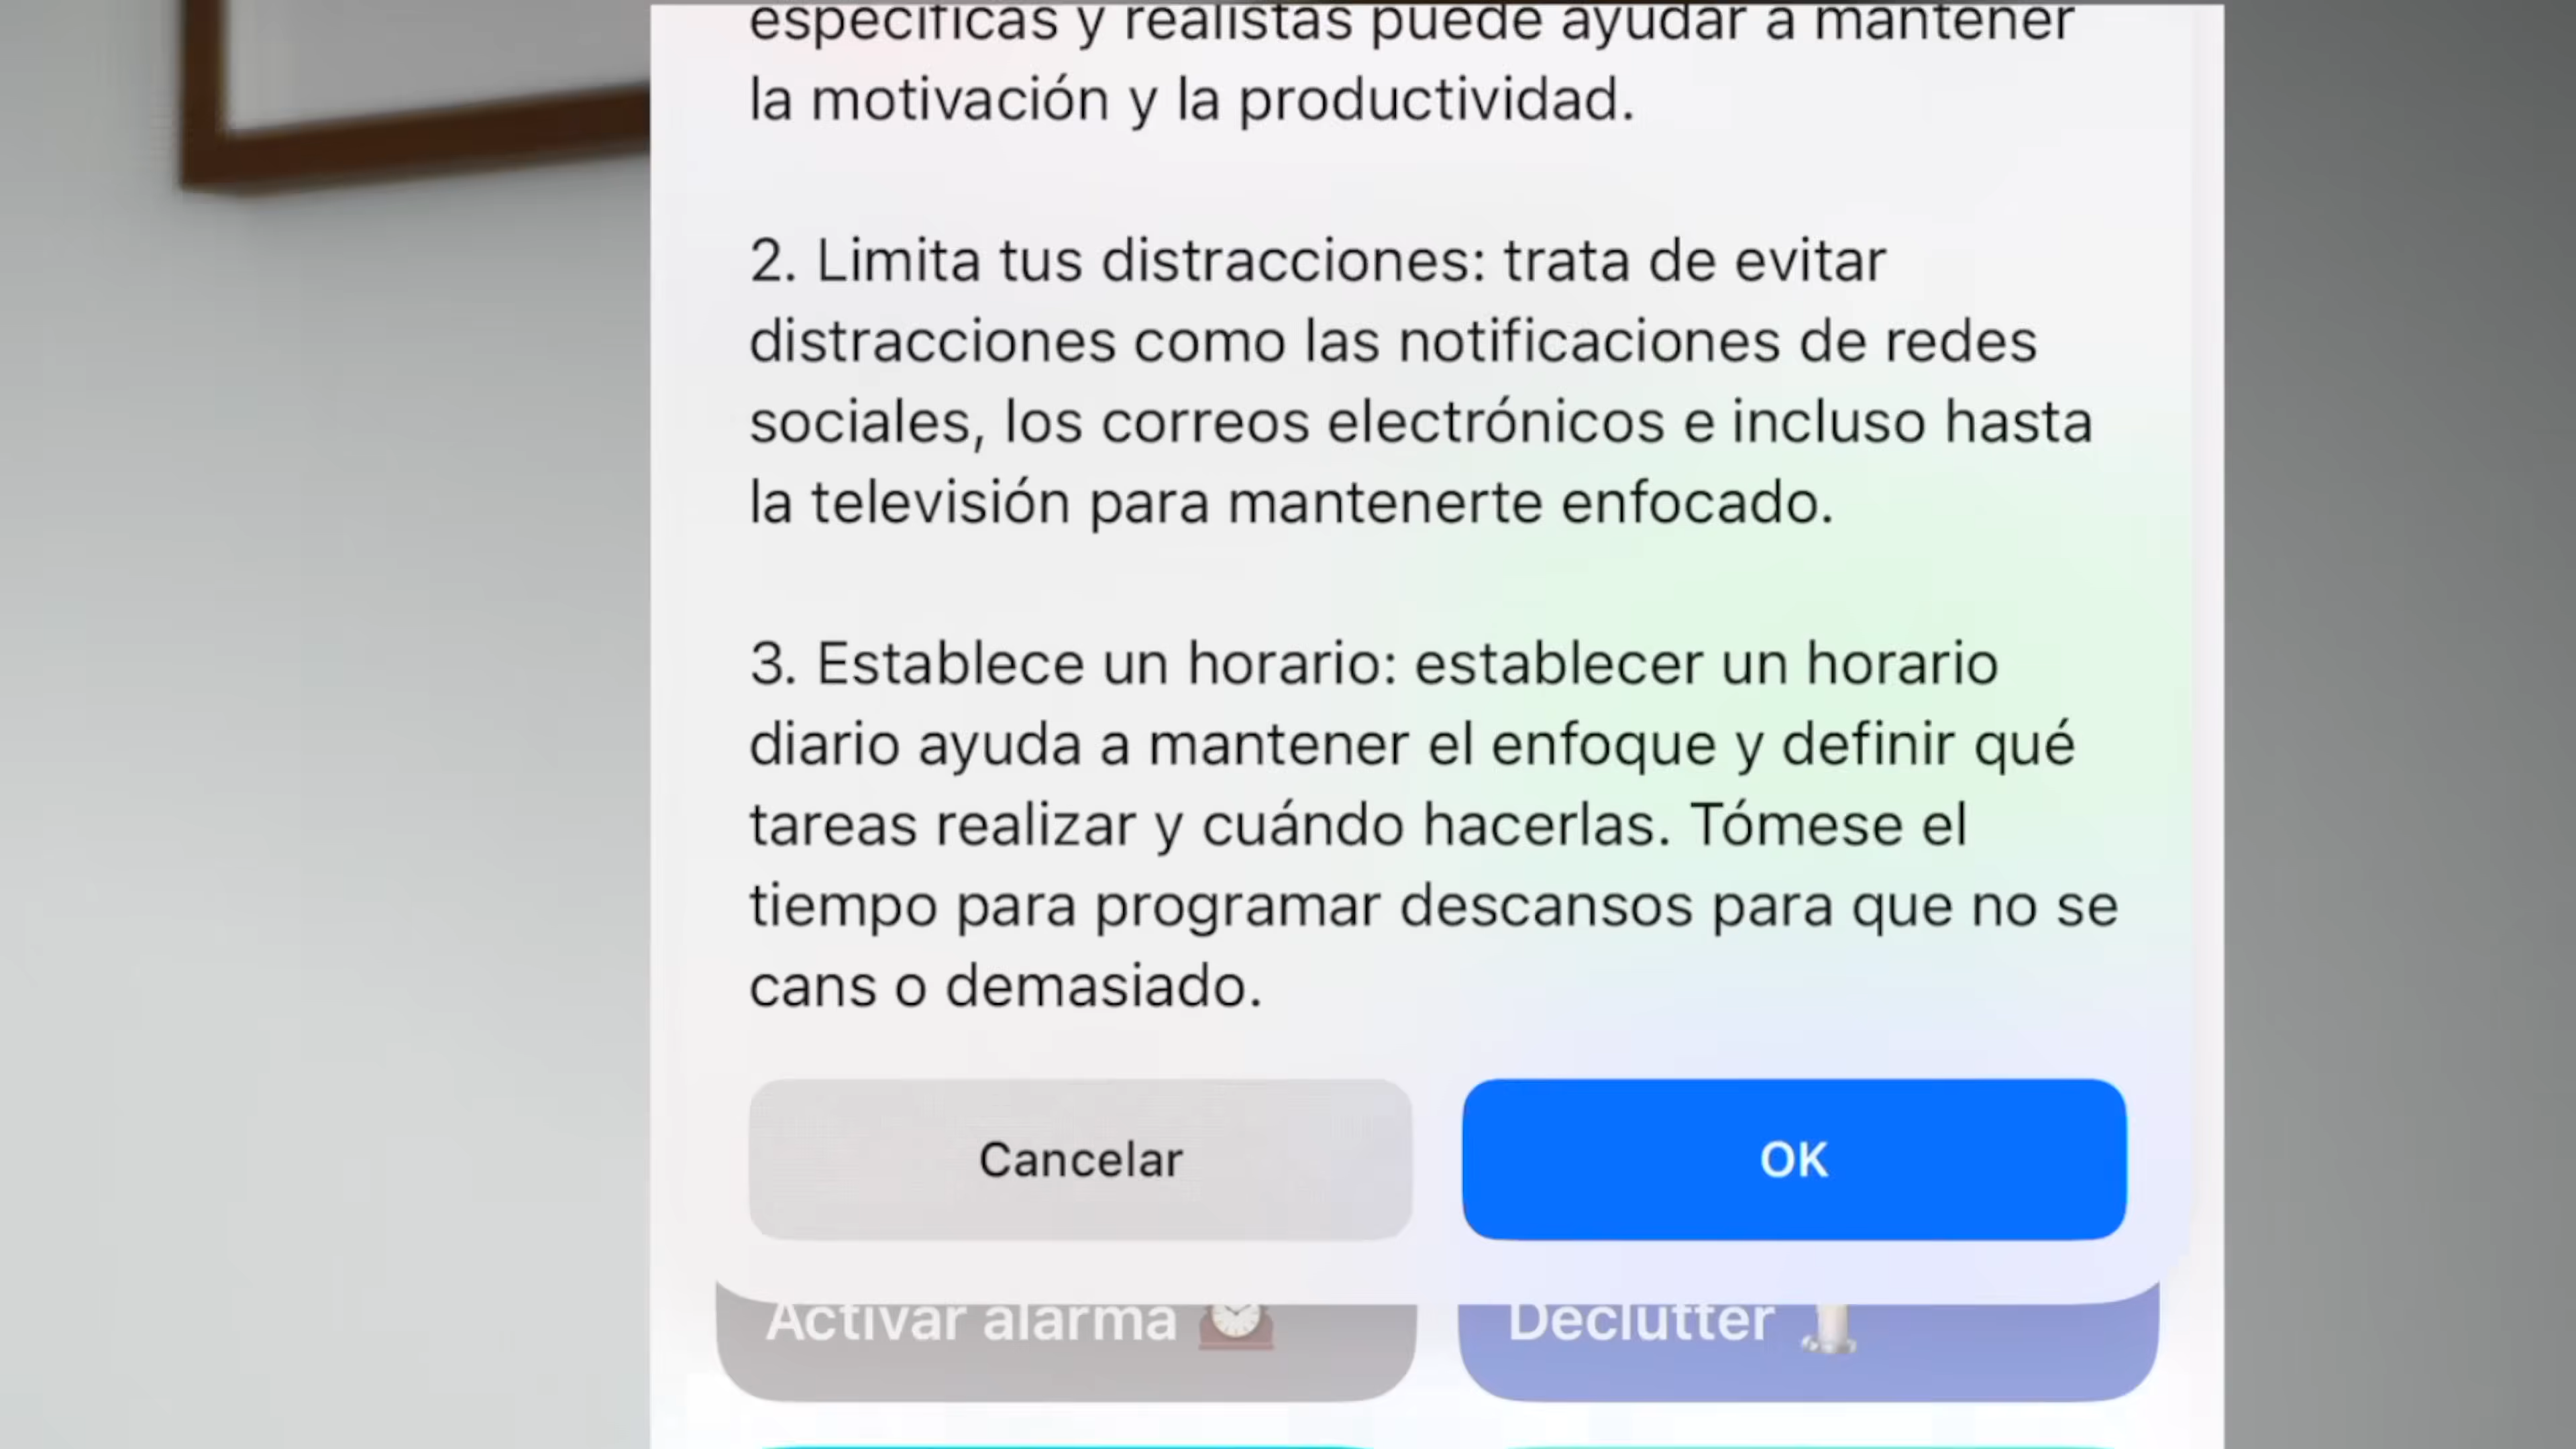 específicas y realistas puede ayudar a mantener
la motivación y la productividad.
2. Limita tus distracciones: trata de evitar
distracciones como las notificaciones de redes
sociales, los correos electrónicos e incluso hasta
la televisión para mantenerte enfocado.
3. Establece un horario: establecer un horario
diario ayuda a mantener el enfoque y definir qué
tareas realizar y cuándo hacerlas. Tómese el
tiempo para programar descansos para que no se
cans o demasiado.
Cancelar
OK
Activar alarma
Declutter